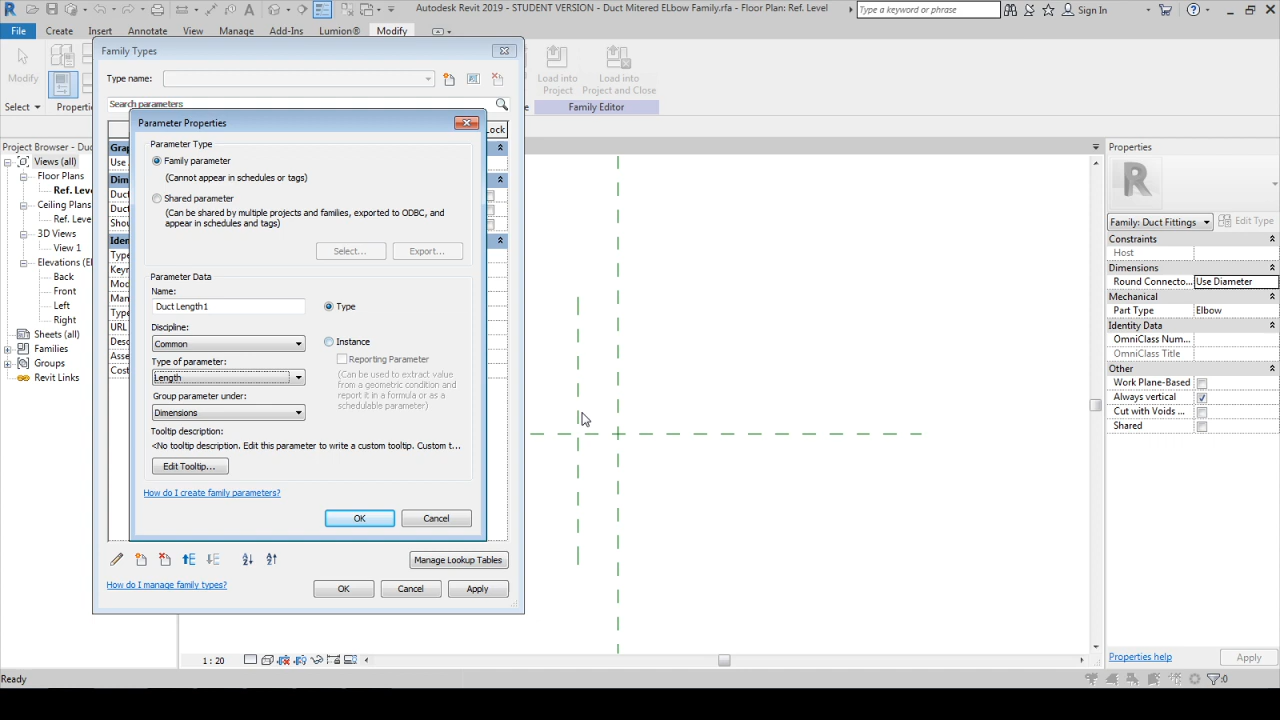 Autodesk Revit 2019 - STUDENT VERSION - Duct Mitered ELbow Family.rfa - Floor Plan: Ref. Level
Type a keyword or phrase
Sign In
File Create Insert Annotate View Manage Add-Ins Lumion® Modify
Modify
Load into
Project
Load into
Project and Close
Select
Family Editor
Family Types
Type name:
Search parameters
Lock
Parameter Properties
Parameter Type
Family parameter
(Cannot appear in schedules or tags)
Shared parameter
(Can be shared by multiple projects and families, exported to ODBC, and
appear in schedules and tags)
Select...
Export...
Parameter Data
Name:
Duct Length1
Type
Discipline:
Common
Instance
Type of parameter:
Reporting Parameter
Length
(Can be used to extract value
from a geometric condition and
report it in a formula or as a
schedulable parameter)
Group parameter under:
Dimensions
Tooltip description:
<No tooltip description. Edit this parameter to write a custom tooltip. Custom t...
Edit Tooltip...
How do I create family parameters?
OK
Cancel
Manage Lookup Tables
How do I manage family types?
OK
Cancel
Apply
Project Browser - Duct
Views (all)
Floor Plans
Ref. Leve
Ceiling Plans
Ref. Leve
3D Views
View 1
Elevations (El
Back
Front
Left
Right
Sheets (all)
Families
Groups
Revit Links
Properties
Family: Duct Fittings
Edit Type
Constraints
Host
Dimensions
Round Connecto...
Use Diameter
Mechanical
Part Type
Elbow
Identity Data
OmniClass Num...
OmniClass Title
Other
Work Plane-Based
Always vertical
Cut with Voids ...
Shared
Properties help
Apply
1 : 20
Ready
:0